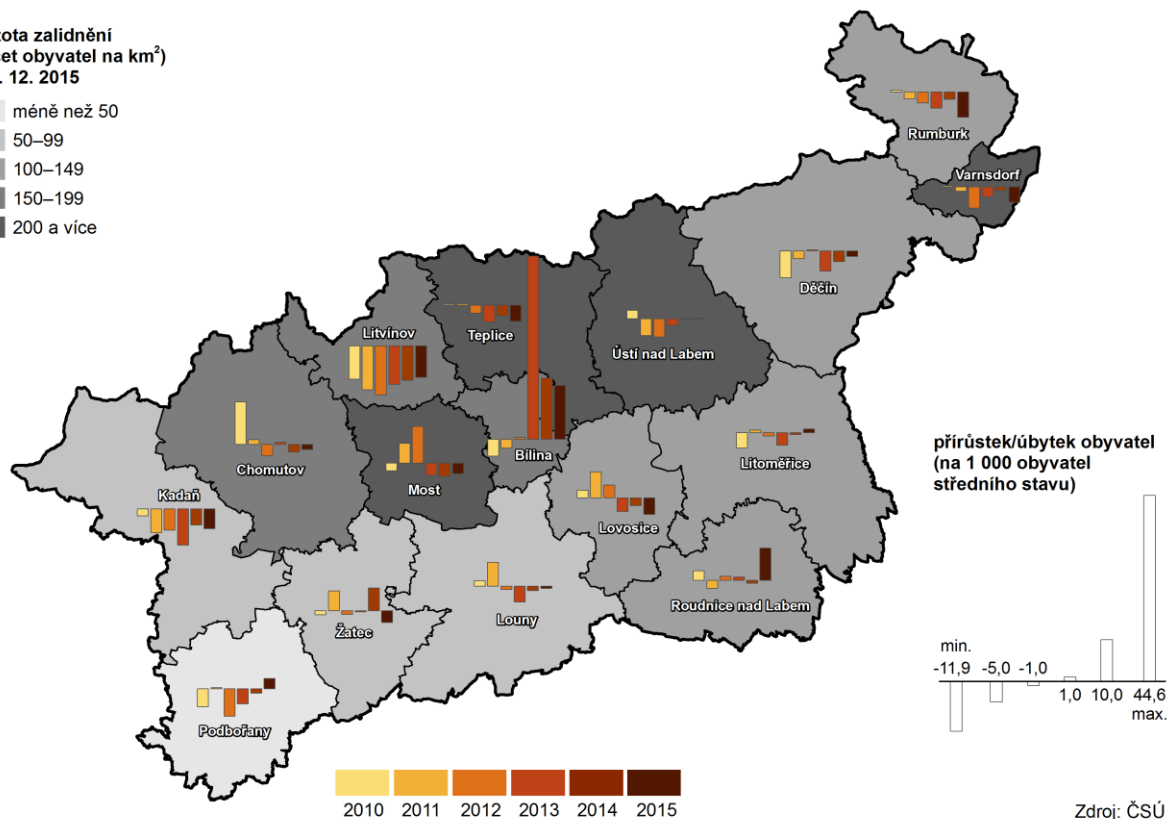 tota zalidnění
čet obyvatel na km²)
. 12. 2015
méně než 50
50–99
100–149
150–199
200 a více
Rumburk
Varnsdorf
Děčín
Litvínov
Teplice
Ústí nad Labem
Chomutov
Most
Bílina
Litoměřice
Kadaň
Lovosice
Roudnice nad Labem
Žatec
Louny
Podbořany
přírůstek/úbytek obyvatel
(na 1 000 obyvatel
středního stavu)
min.
-11,9 -5,0 -1,0
1,0 10,0 44,6
max.
2010 2011 2012 2013 2014 2015
Zdroj: ČSÚ